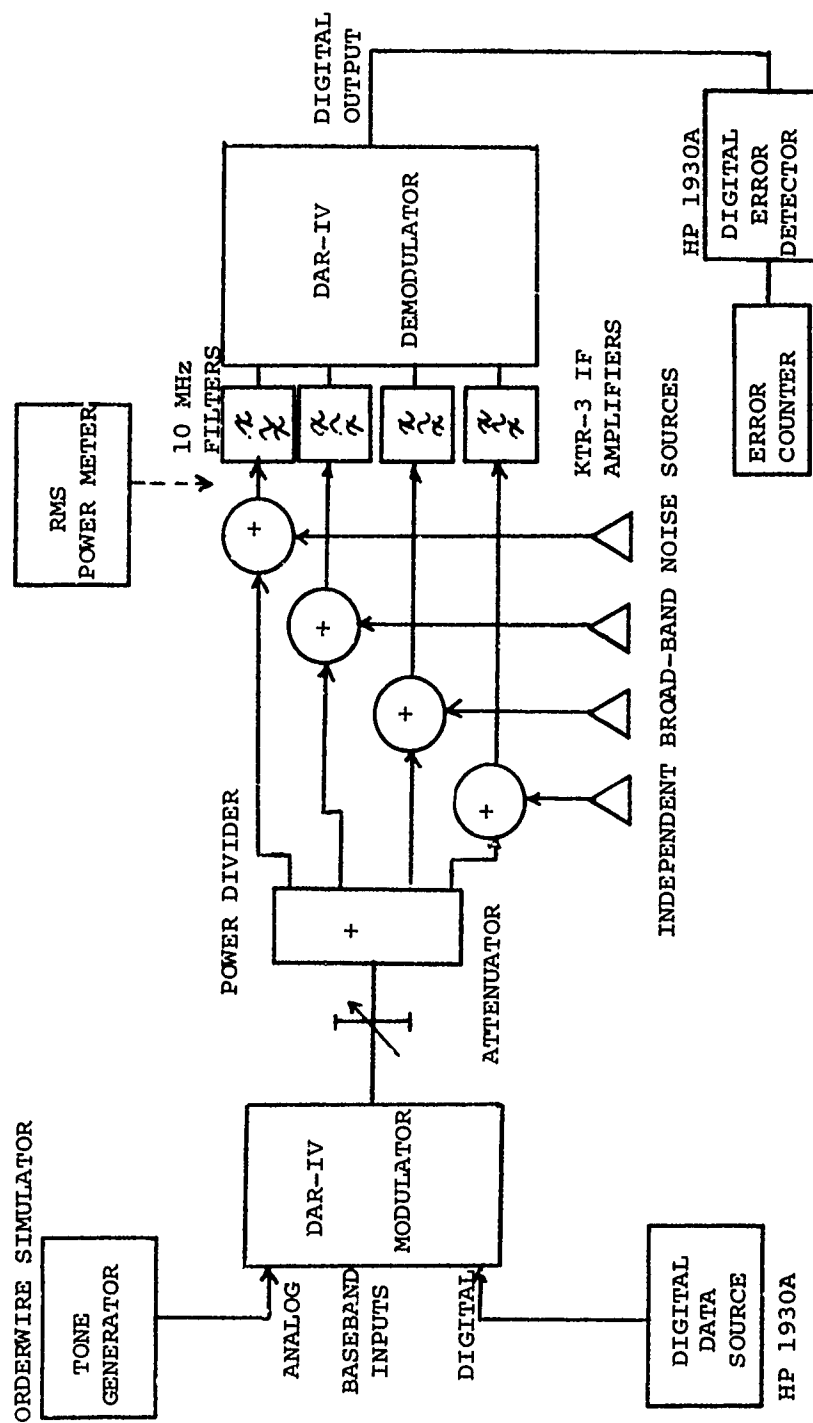 ORDERWIRE SIMULATOR
TONE
GENERATOR
ANALOG
BASEBAND
INPUTS
DIGITAL
DIGITAL
DATA
SOURCE
HP 1930A
DAR-IV
MODULATOR
ATTENUATOR
POWER DIVIDER
+
+
+
+
+
INDEPENDENT BROAD-BAND NOISE SOURCES
RMS
POWER METER
10 MHz
FILTERS
KTR-3 IF
AMPLIFIERS
DAR-IV
DEMODULATOR
DIGITAL
OUTPUT
HP 1930A
DIGITAL
ERROR
DETECTOR
ERROR
COUNTER